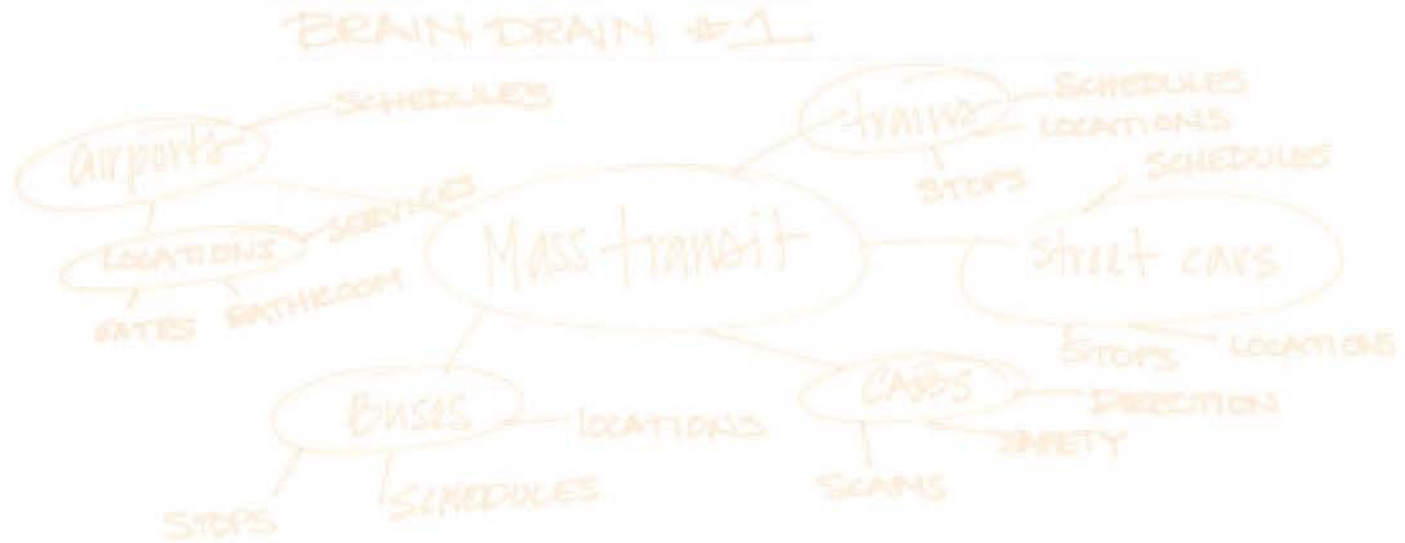 BRAIN DRAIN #1
SCHEDULES
airports
LOCATIONS
SERVICES
GATES
BATHROOM
trains
SCHEDULES
LOCATIONS
STOPS
Mass transit
SCHEDULES
street cars
STOPS
LOCATIONS
Buses
LOCATIONS
STOPS
SCHEDULES
CABS
DIRECTION
SAFETY
SCAMS